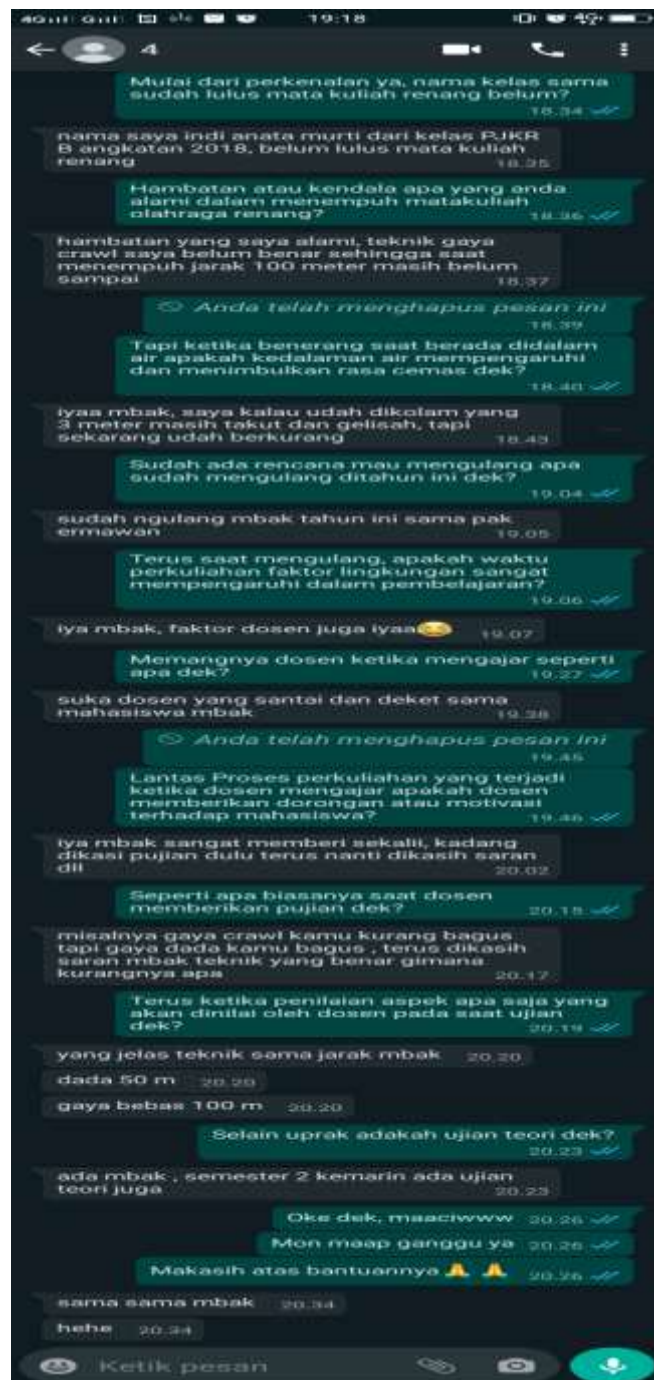 19:18
4
Mulai dari perkenalan ya, nama kelas sama
sudah lulus mata kuliah renang belum?
18.34
nama saya indi anata murti dari kelas PJKR
B angkatan 2018, belum lulus mata kuliah
renang
18.35
Hambatan atau kendala apa yang anda
alami dalam menempuh matakuliah
olahraga renang?
18.36
hambatan yang saya alami, teknik gaya
crawl saya belum benar sehingga saat
menempuh jarak 100 meter masih belum
sampai
18.37
Anda telah menghapus pesan ini
18.39
Tapi ketika benerang saat berada didalam
air apakah kedalaman air mempengaruhi
dan menimbulkan rasa cemas dek?
18.40
iyaa mbak, saya kalau udah dikolam yang
3 meter masih takut dan gelisah, tapi
sekarang udah berkurang
18.43
Sudah ada rencana mau mengulang apa
sudah mengulang ditahun ini dek?
19.04
sudah ngulang mbak tahun ini sama pak
ermawan
19.05
Terus saat mengulang, apakah waktu
perkuliahan faktor lingkungan sangat
mempengaruhi dalam pembelajaran?
19.06
iya mbak, faktor dosen juga iyaa😂
19.07
Memangnya dosen ketika mengajar seperti
apa dek?
19.27
suka dosen yang santai dan deket sama
mahasiswa mbak
Anda telah menghapus pesan ini
19.45
Lantas Proses perkuliahan yang terjadi
ketika dosen mengajar apakah dosen
memberikan dorongan atau motivasi
terhadap mahasiswa?
19.46
iya mbak sangat memberi sekalii, kadang
dikasi pujian dulu terus nanti dikasih saran
dll
20.02
Seperti apa biasanya saat dosen
memberikan pujian dek?
20.15
misalnya gaya crawl kamu kurang bagus
tapi gaya dada kamu bagus , terus dikasih
saran mbak teknik yang benar gimana
kurangnya apa
20.17
Terus ketika penilaian aspek apa saja yang
akan dinilai oleh dosen pada saat ujian
dek?
20.19
yang jelas teknik sama jarak mbak
20.20
dada 50 m
20.20
gaya bebas 100 m
20.20
Selain uprak adakah ujian teori dek?
20.23
ada mbak , semester 2 kemarin ada ujian
teori juga
20.23
Oke dek, maaciwww
20.26
Mon maap ganggu ya
20.26
Makasih atas bantuannya🙏 🙏
20.26
sama sama mbak
20.34
hehe
20.34
Ketik pesan